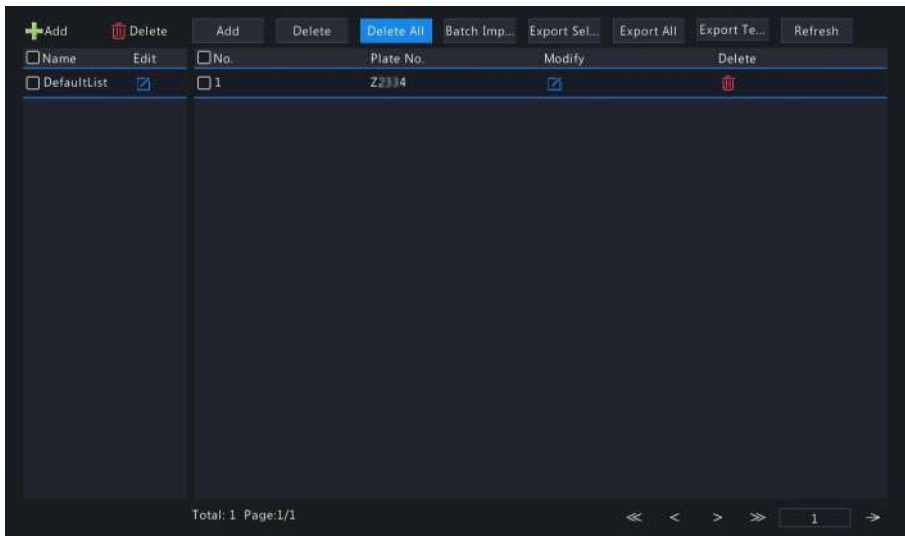 Add Delete Add Delete Delete All Batch Imp... Export Sel... Export All Export Te... Refresh
Name Edit No. Plate No. Modify Delete
DefaultList 1
Total: 1 Page:1/1 1